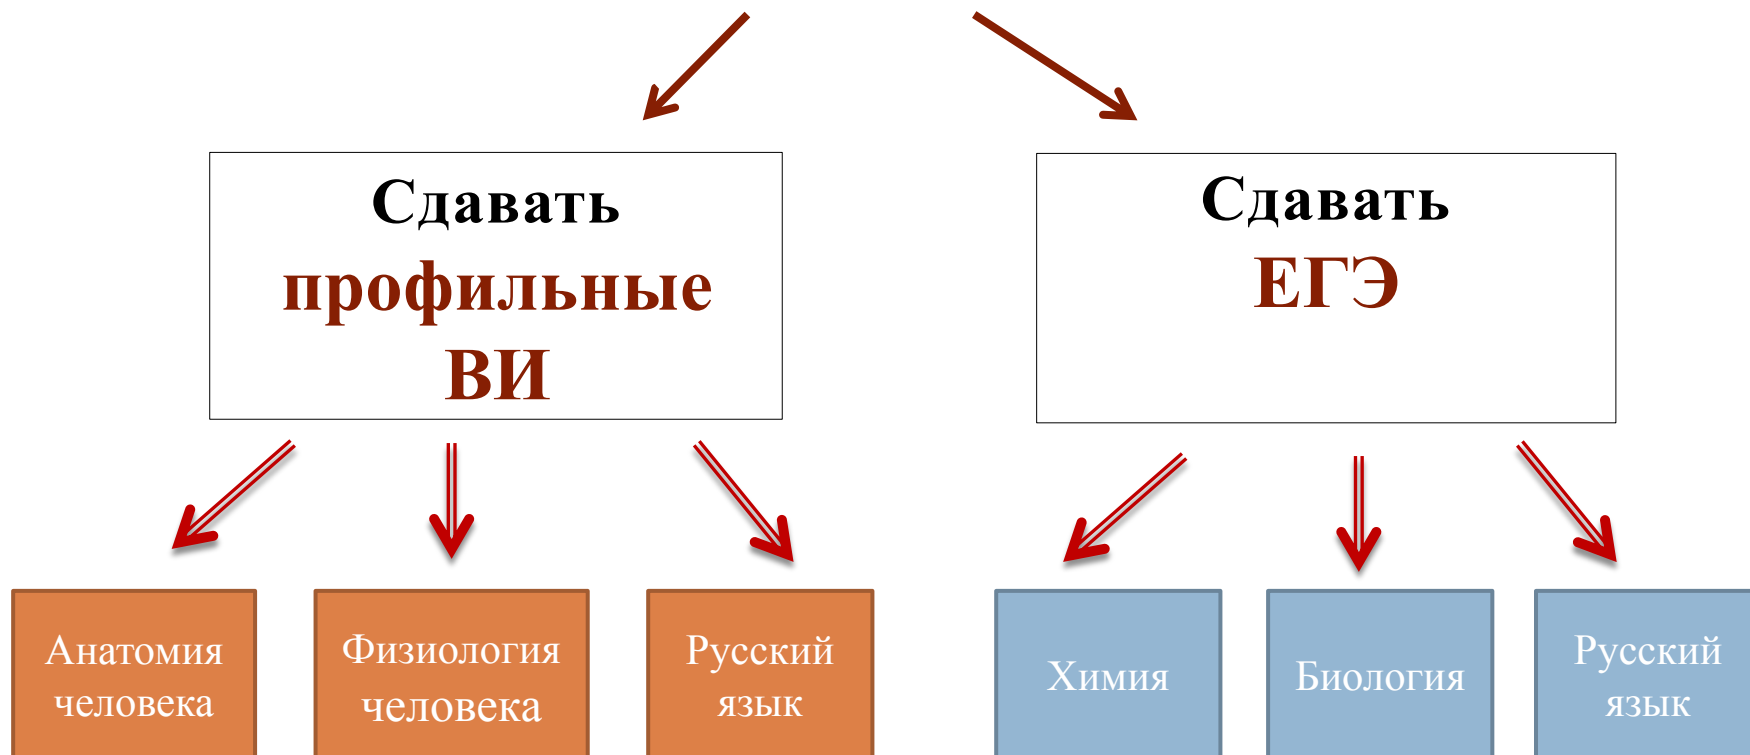 Сдавать
профильные
ВИ
Сдавать
ЕГЭ
Анатомия
человека
Физиология
человека
Русский
язык
Химия
Биология
Русский
язык